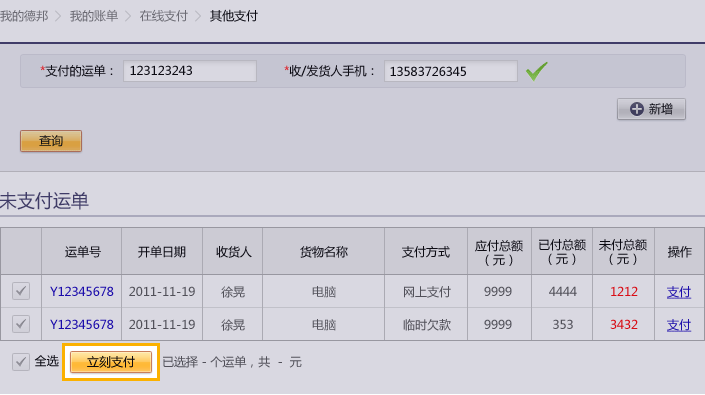 我的德邦 > 我的账单 > 在线支付 > 其他支付
*支付的运单： 123123243 *收/发货人手机： 13583726345
新增
查询
未支付运单
运单号 开单日期 收货人 货物名称 支付方式 应付总额（元） 已付总额（元） 未付总额（元） 操作
Y12345678 2011-11-19 徐晃 电脑 网上支付 9999 4444 1212 支付
Y12345678 2011-11-19 徐晃 电脑 临时欠款 9999 353 3432 支付
全选 立刻支付 已选择 - 个运单，共 - 元